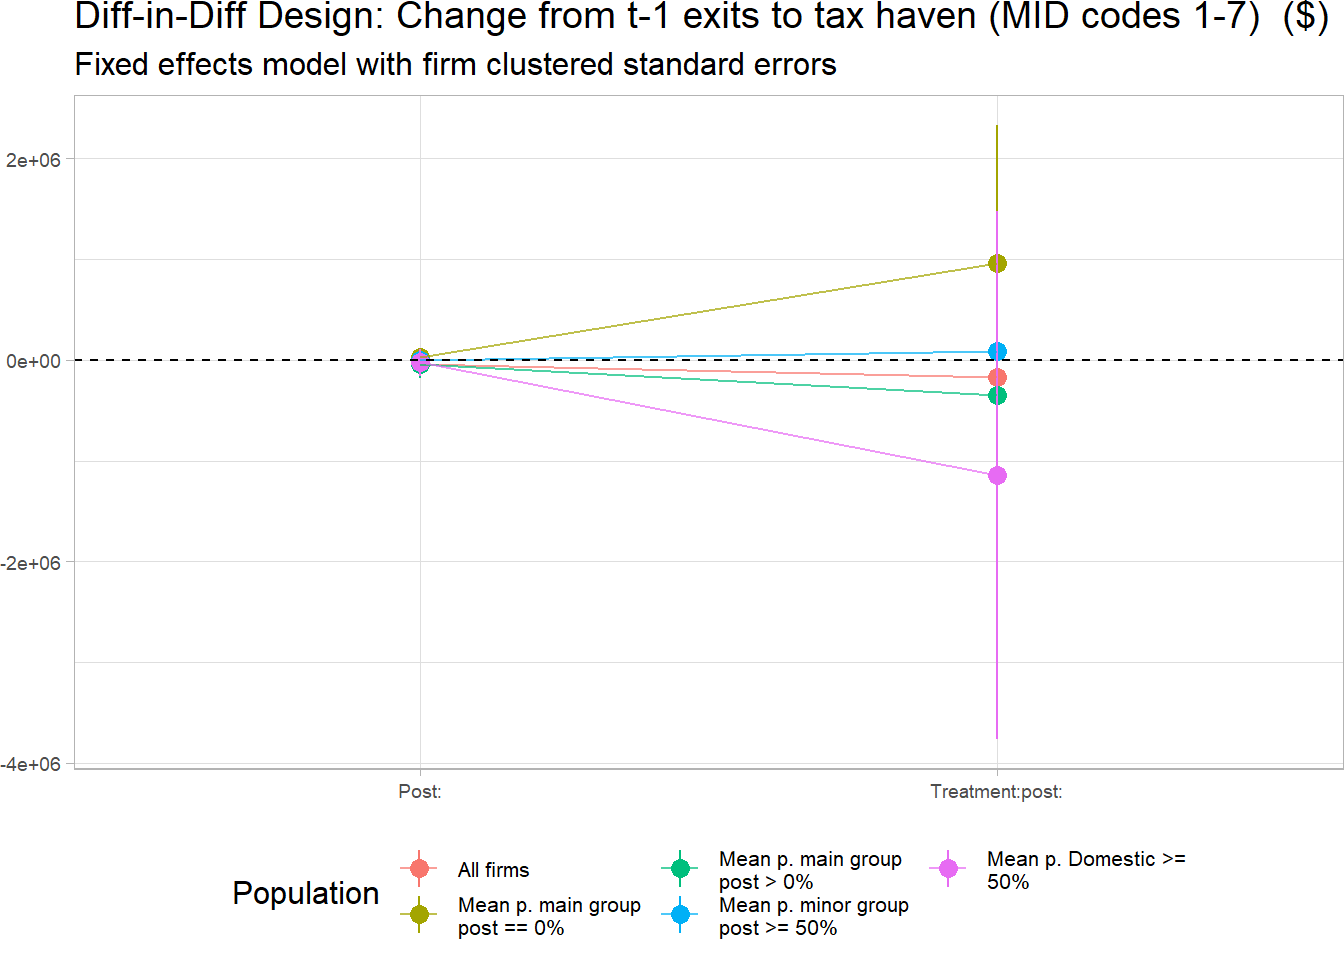 Diff-in-Diff Design: Change from t-1 exits to tax haven (MID codes 1-7)  ($)
Fixed effects model with firm clustered standard errors
2e+06
0e+00
-2e+06
-4e+06
Post:
Treatment:post:
Population
All firms
Mean p. main group
post == 0%
Mean p. main group
post > 0%
Mean p. minor group
post >= 50%
Mean p. Domestic >=
50%